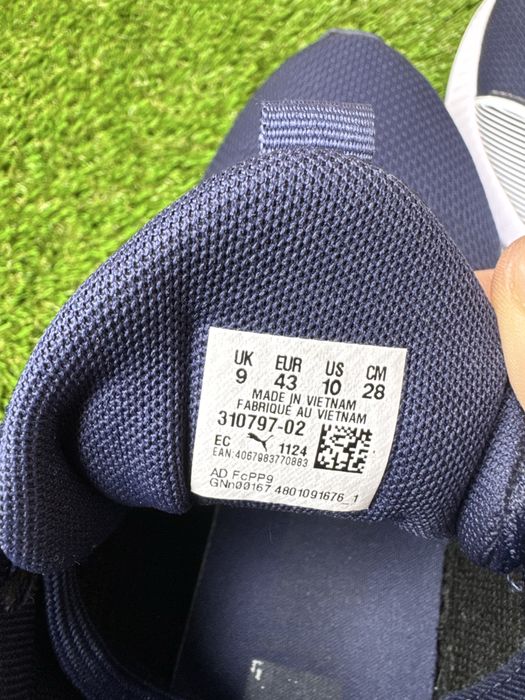 UK EUR US CM
9 43 10 28
MADE IN VIETNAM
FABRIQUÉ AU VIETNAM
310797-02
EC 1124
EAN:4067983770883
AD FcPP9
GNn00167 4801091676_1